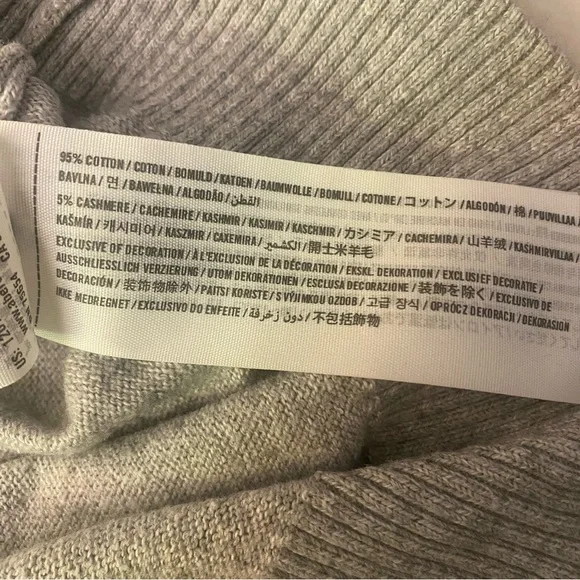 95% COTTON / COTON / BOMULD / KATOEN / BAUMWOLLE / BOMULL / COTONE / コットン / ALGODÓN / 棉 / PUUVILLAA /
BAVLNA / 면 / BAWEŁNA / ALGODÃO / القطن /
5% CASHMERE / CACHEMIRE / KASHMIR / KASJMIR / KASCHMIR / カシミア / CACHEMIRA / 山羊绒 / KASHMIRVILLAA /
KAŠMÍR / 캐시미어 / KASZMIR / CAXEMIRA / الكشمير / 開士米羊毛
EXCLUSIVE OF DECORATION / À L'EXCLUSION DE LA DÉCORATION / EKSKL. DEKORATION / EXCLUSIEF DECORATIE /
AUSSCHLIESSLICH VERZIERUNG / UTOM DEKORATIONEN / ESCLUSA DECORAZIONE / 装飾を除く / EXCLUSIVO DE
DECORACIÓN / 装饰物除外 / PAITSI KORISTE / S VÝJIMKOU OZDOB / 고급 장식 / OPRÓCZ DEKORACJI / DEKORASJON
IKKE MEDREGNET / EXCLUSIVO DO ENFEITE / دون زخرفة / 不包括飾物